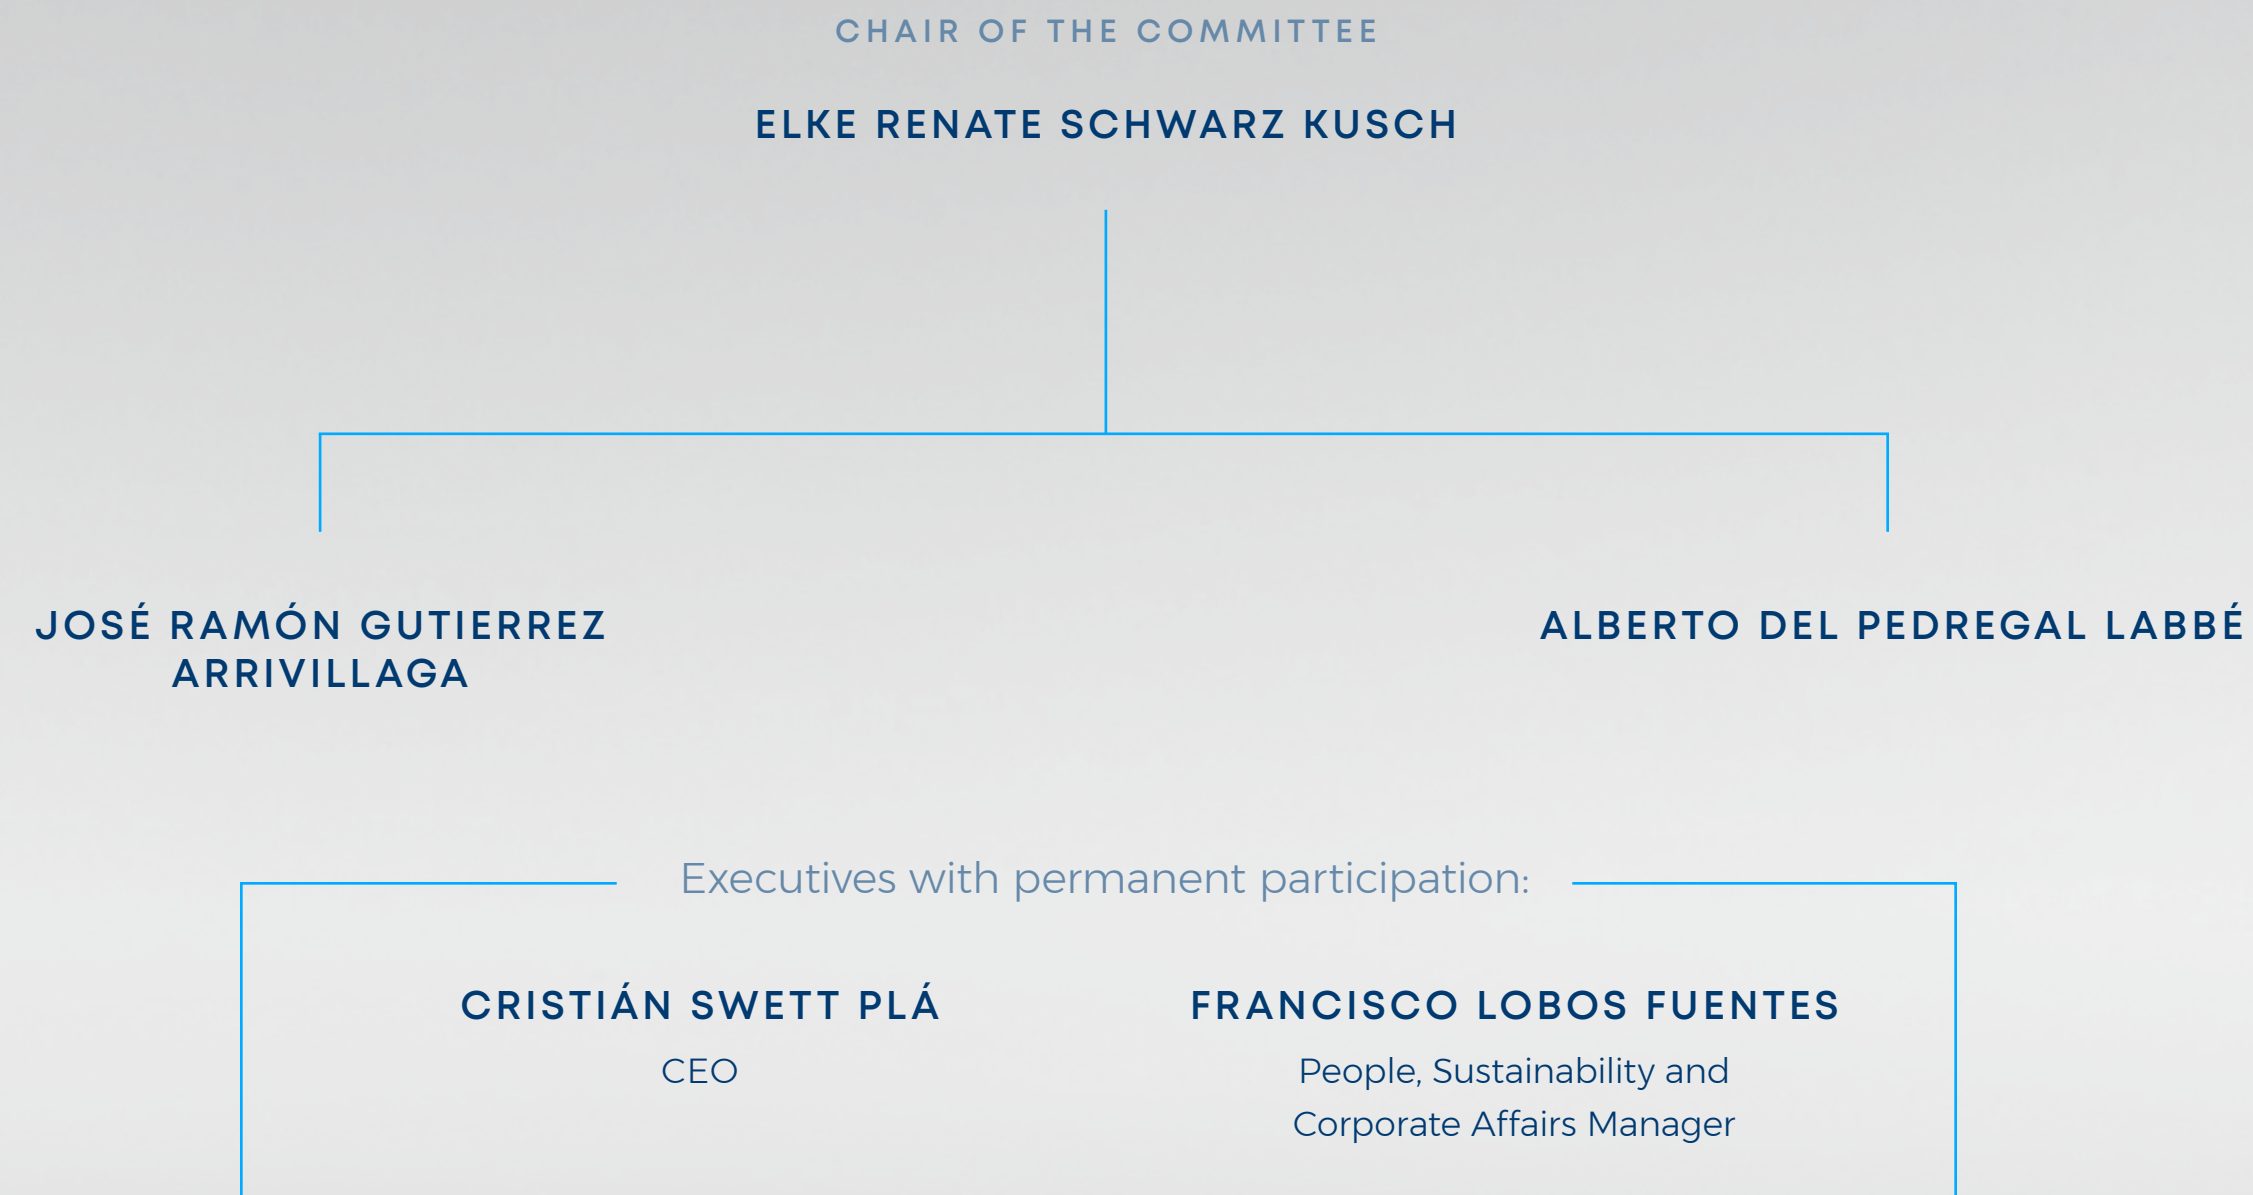 CHAIR OF THE COMMITTEE
ELKE RENATE SCHWARZ KUSCH
JOSÉ RAMÓN GUTIERREZ
ARRIVILLAGA
ALBERTO DEL PEDREGAL LABBÉ
Executives with permanent participation:
CRISTIÁN SWETT PLÁ
CEO
FRANCISCO LOBOS FUENTES
People, Sustainability and
Corporate Affairs Manager